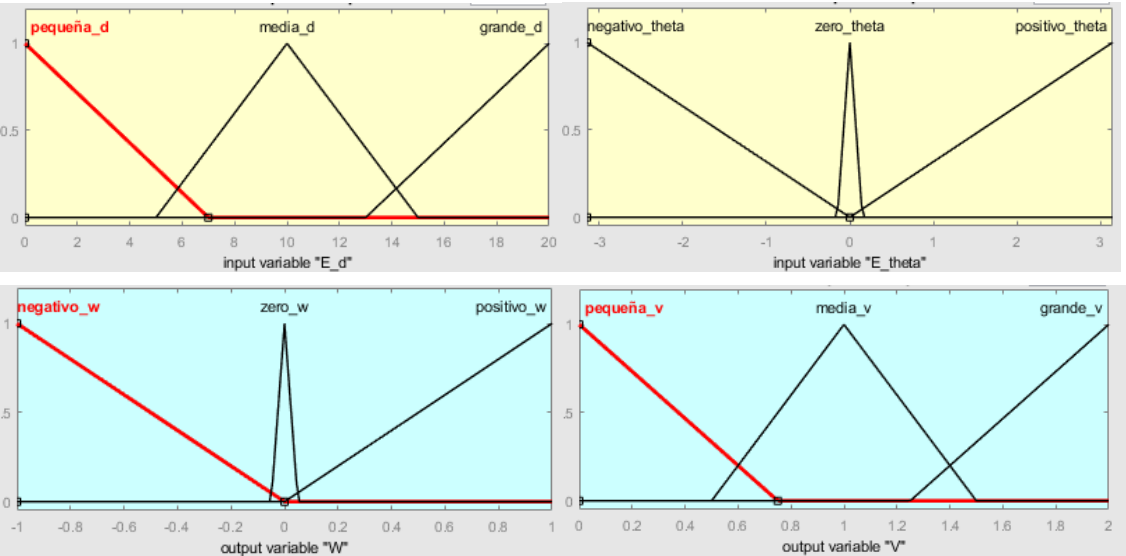 pequeña_d media_d grande_d
1
0.5
0
0 2 4 6 8 10 12 14 16 18 20
input variable "E_d"
negativo_theta zero_theta positivo_theta
1
0.5
0
-3 -2 -1 0 1 2 3
input variable "E_theta"
negativo_w zero_w positivo_w
1
.5
0
-1 -0.8 -0.6 -0.4 -0.2 0 0.2 0.4 0.6 0.8 1
output variable "W"
pequeña_v media_v grande_v
1
.5
0
0 0.2 0.4 0.6 0.8 1 1.2 1.4 1.6 1.8 2
output variable "V"